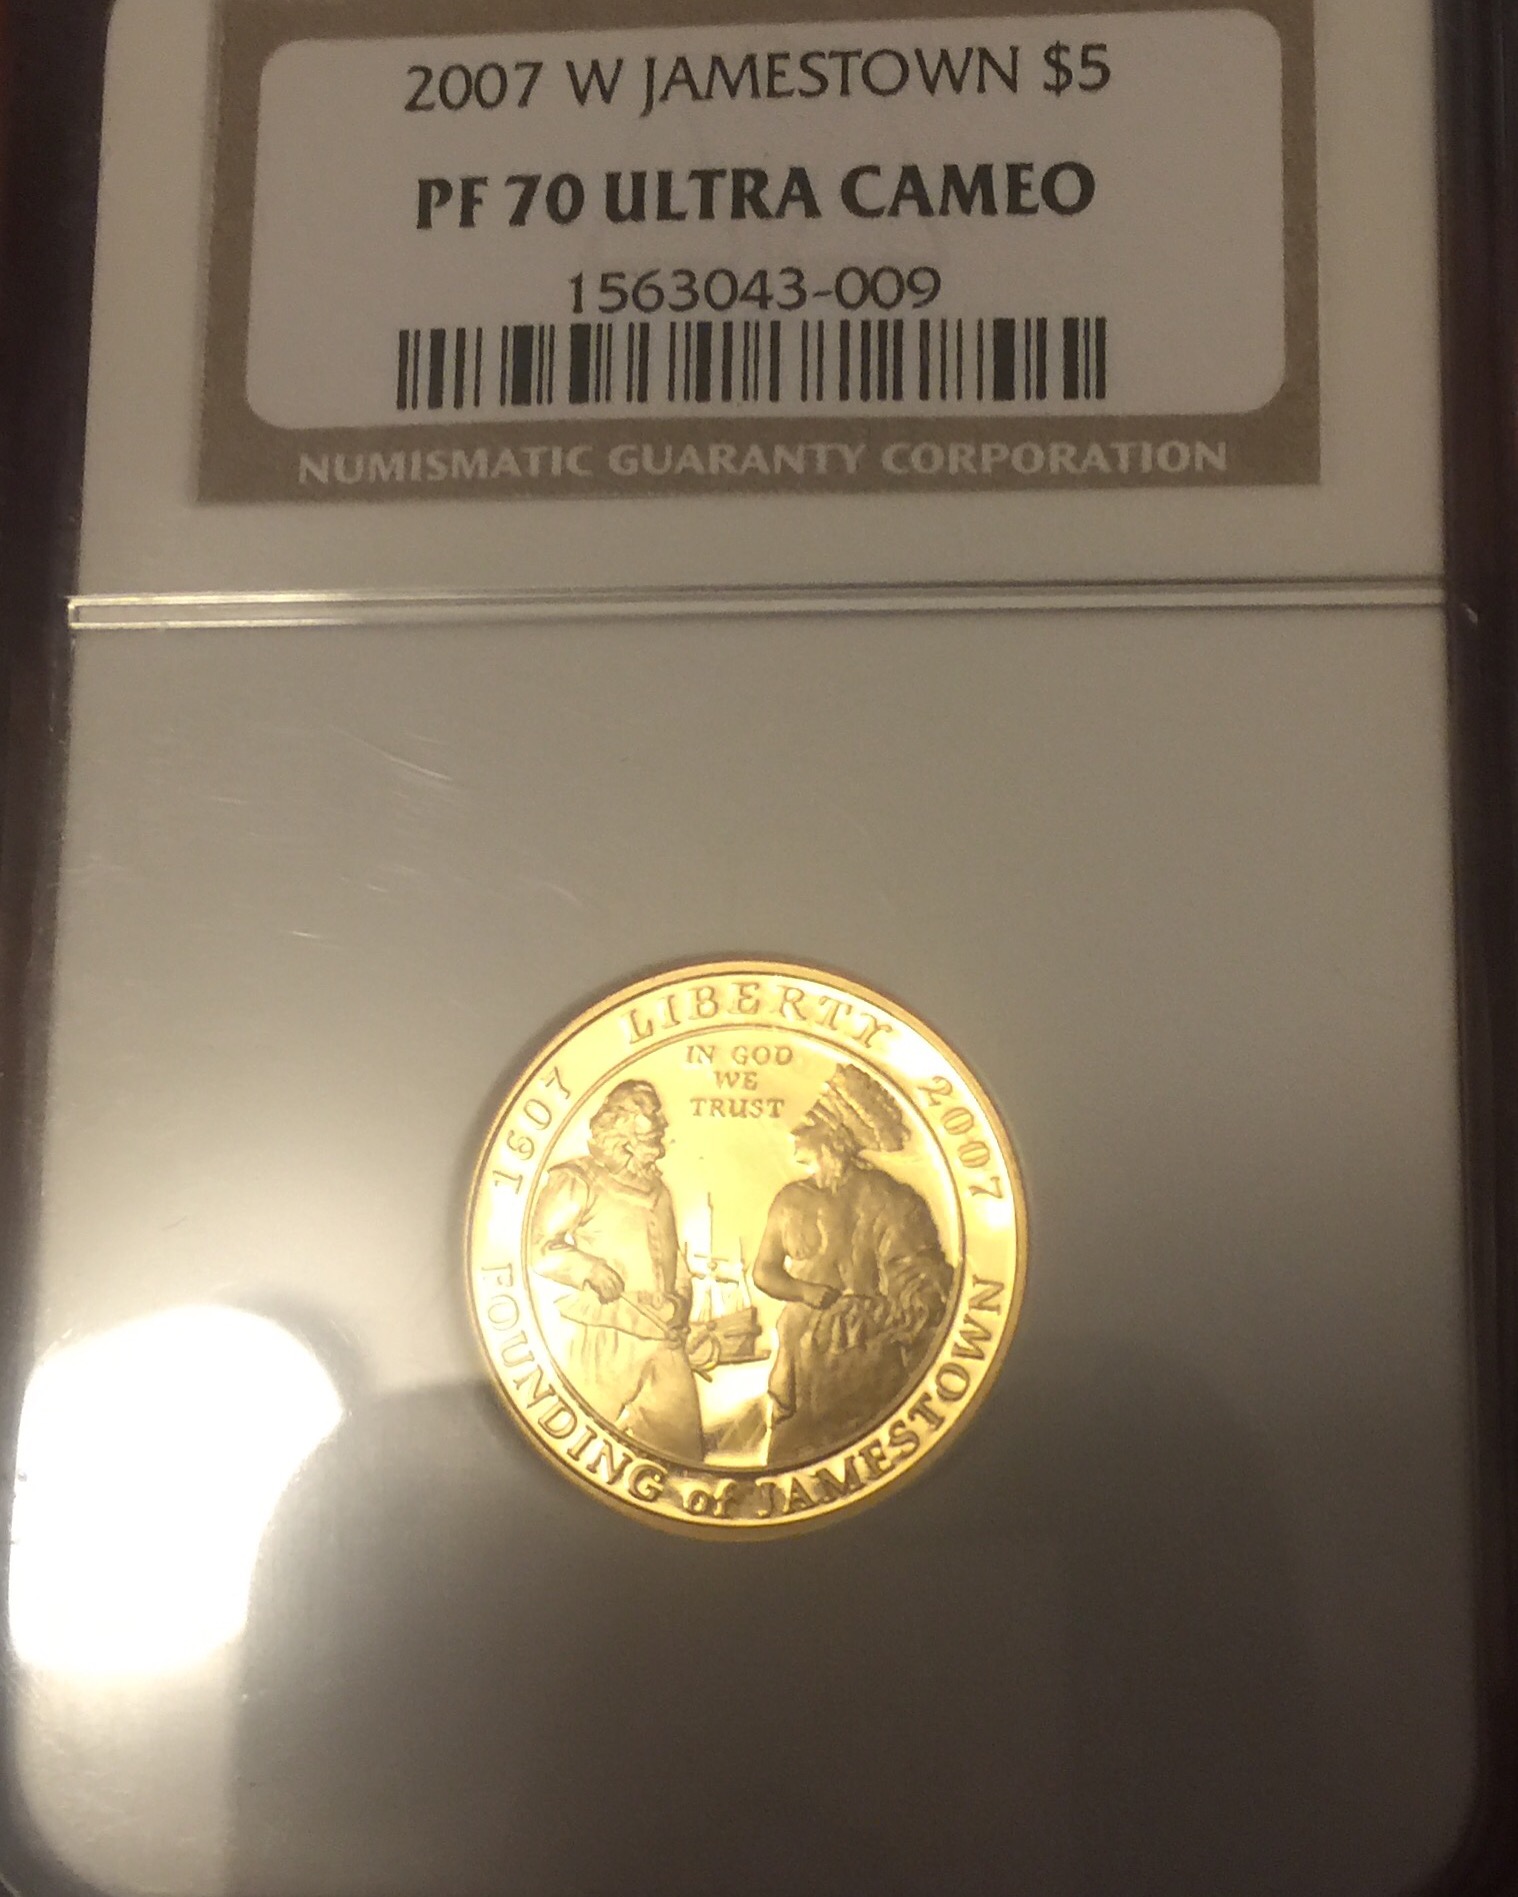 2007 W JAMESTOWN $5
PF 70 ULTRA CAMEO
1563043-009
NUMISMATIC GUARANTY CORPORATION
1607 LIBERTY 2007
IN GOD
WE
TRUST
FOUNDING of JAMESTOWN